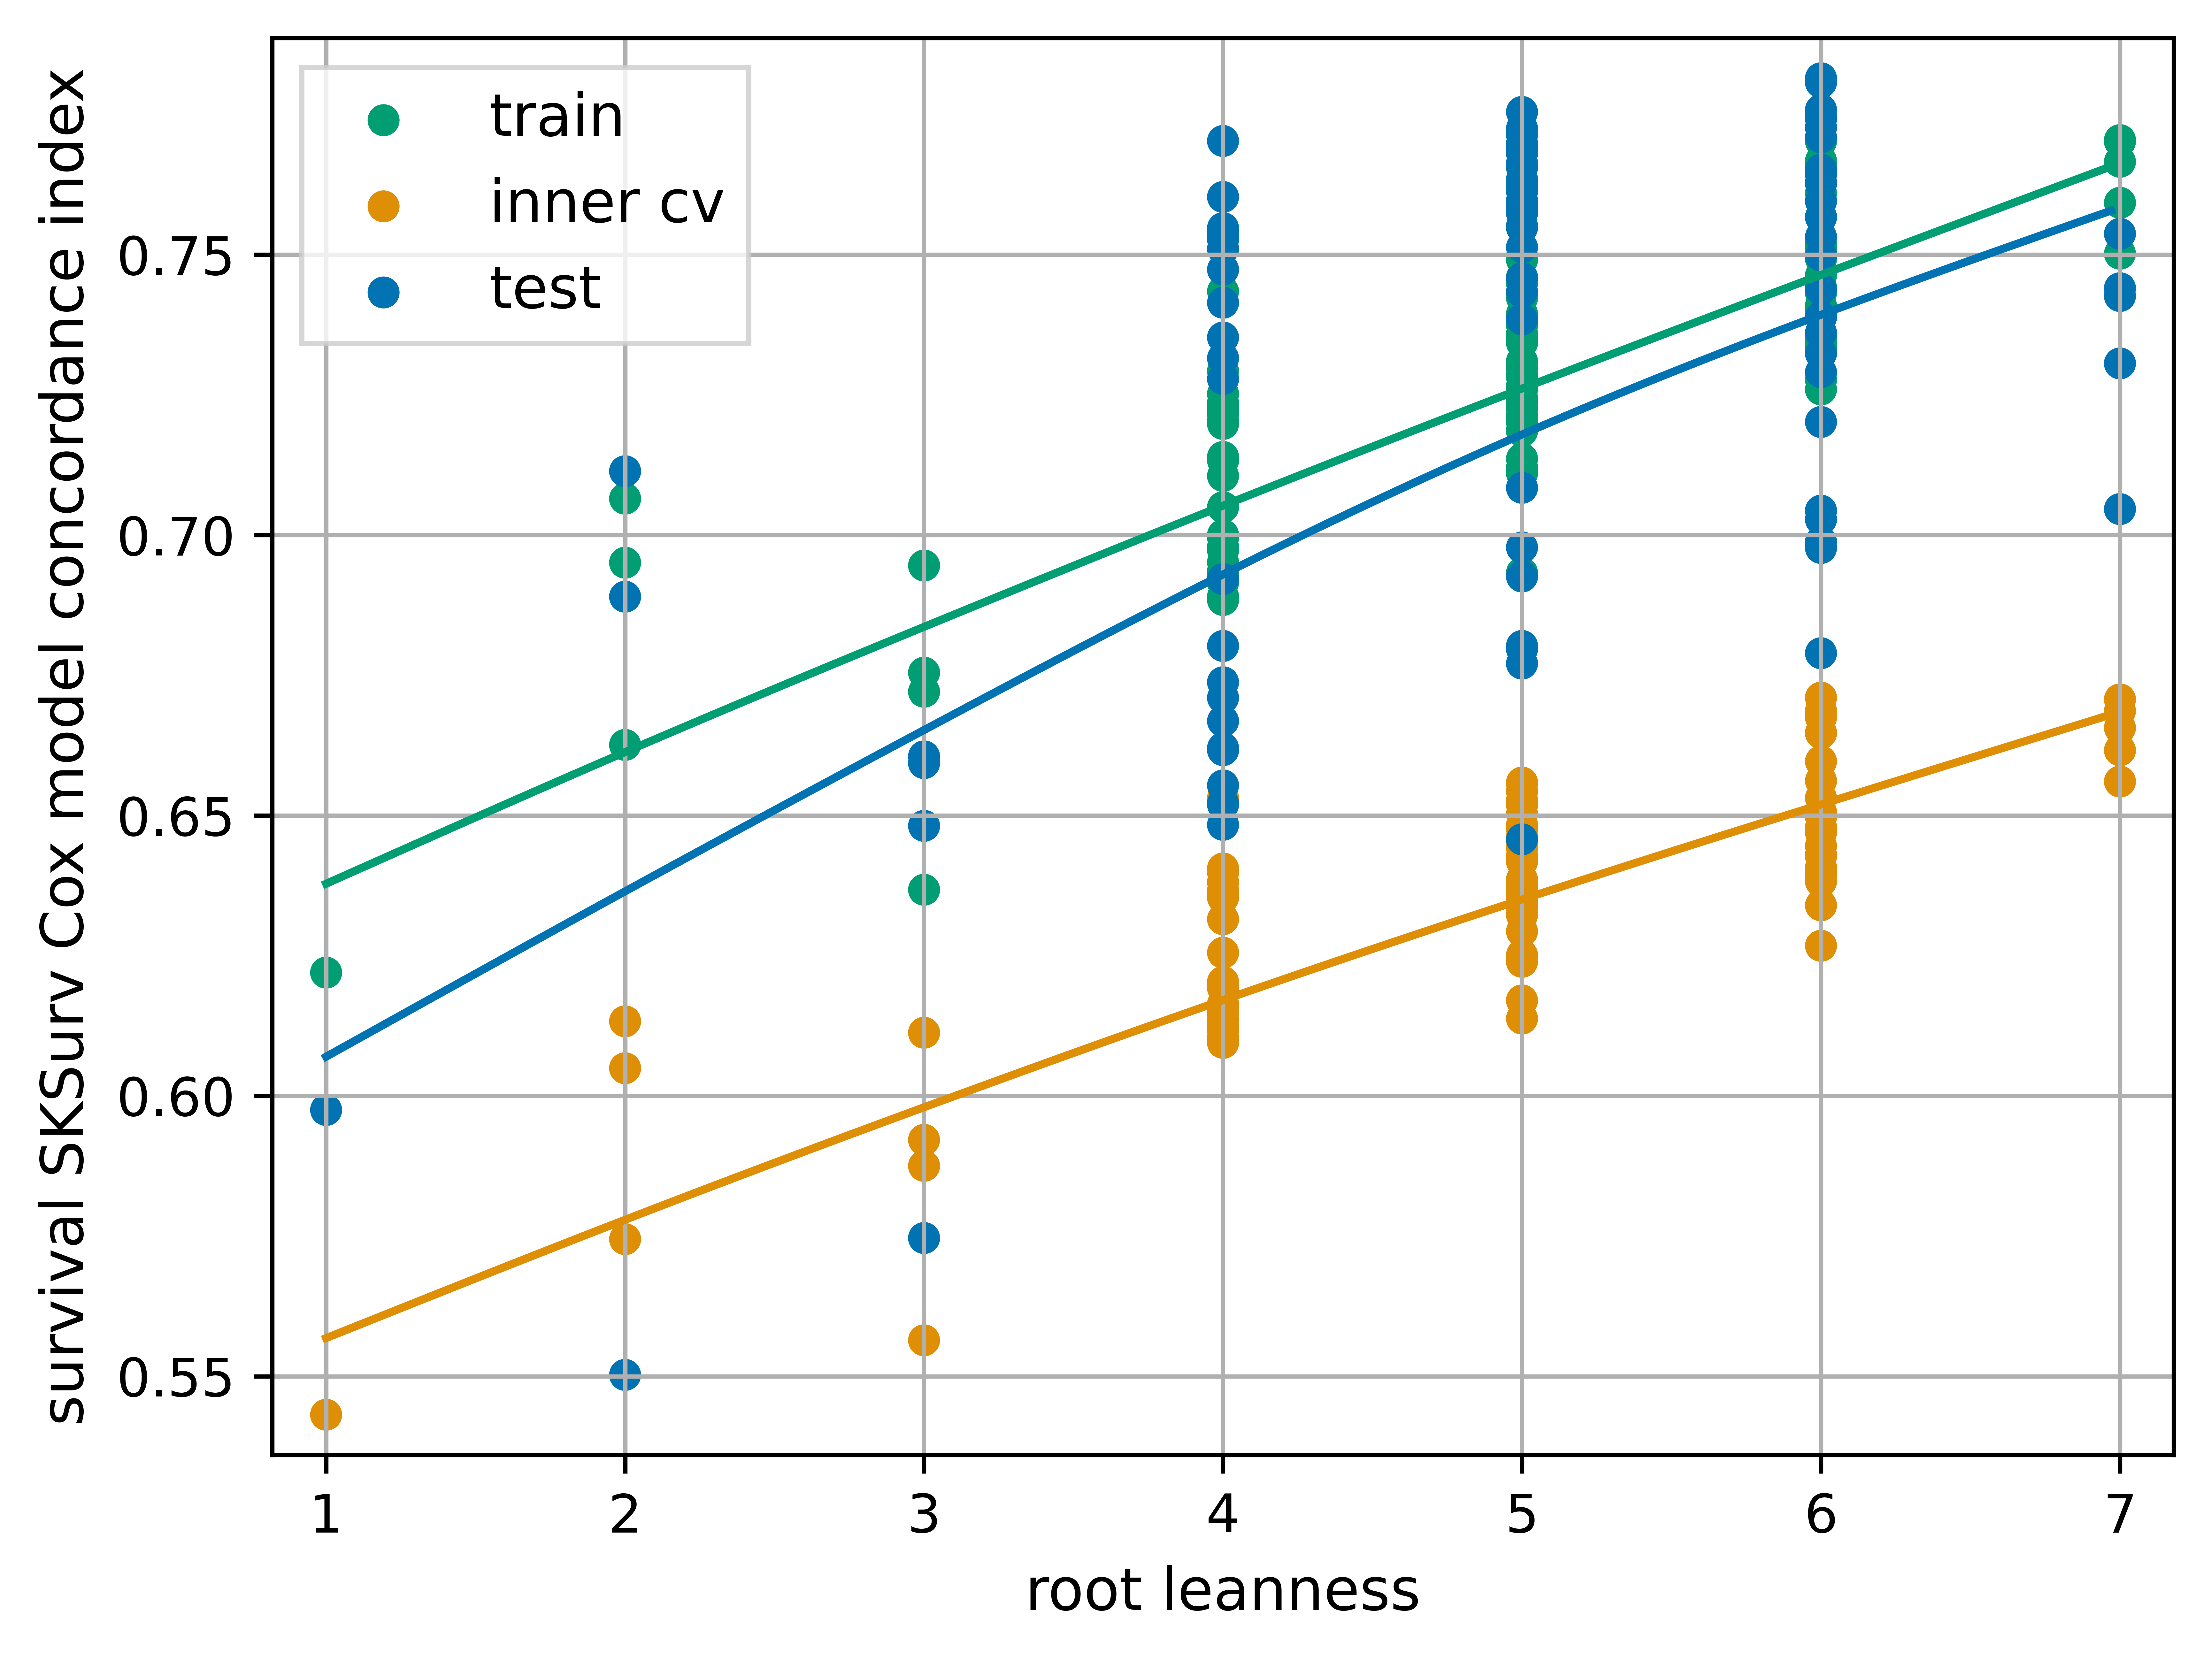 survival SKSurv Cox model concordance index
train
inner cv
test
0.75
0.70
0.65
0.60
0.55
1 2 3 4 5 6 7
root leanness